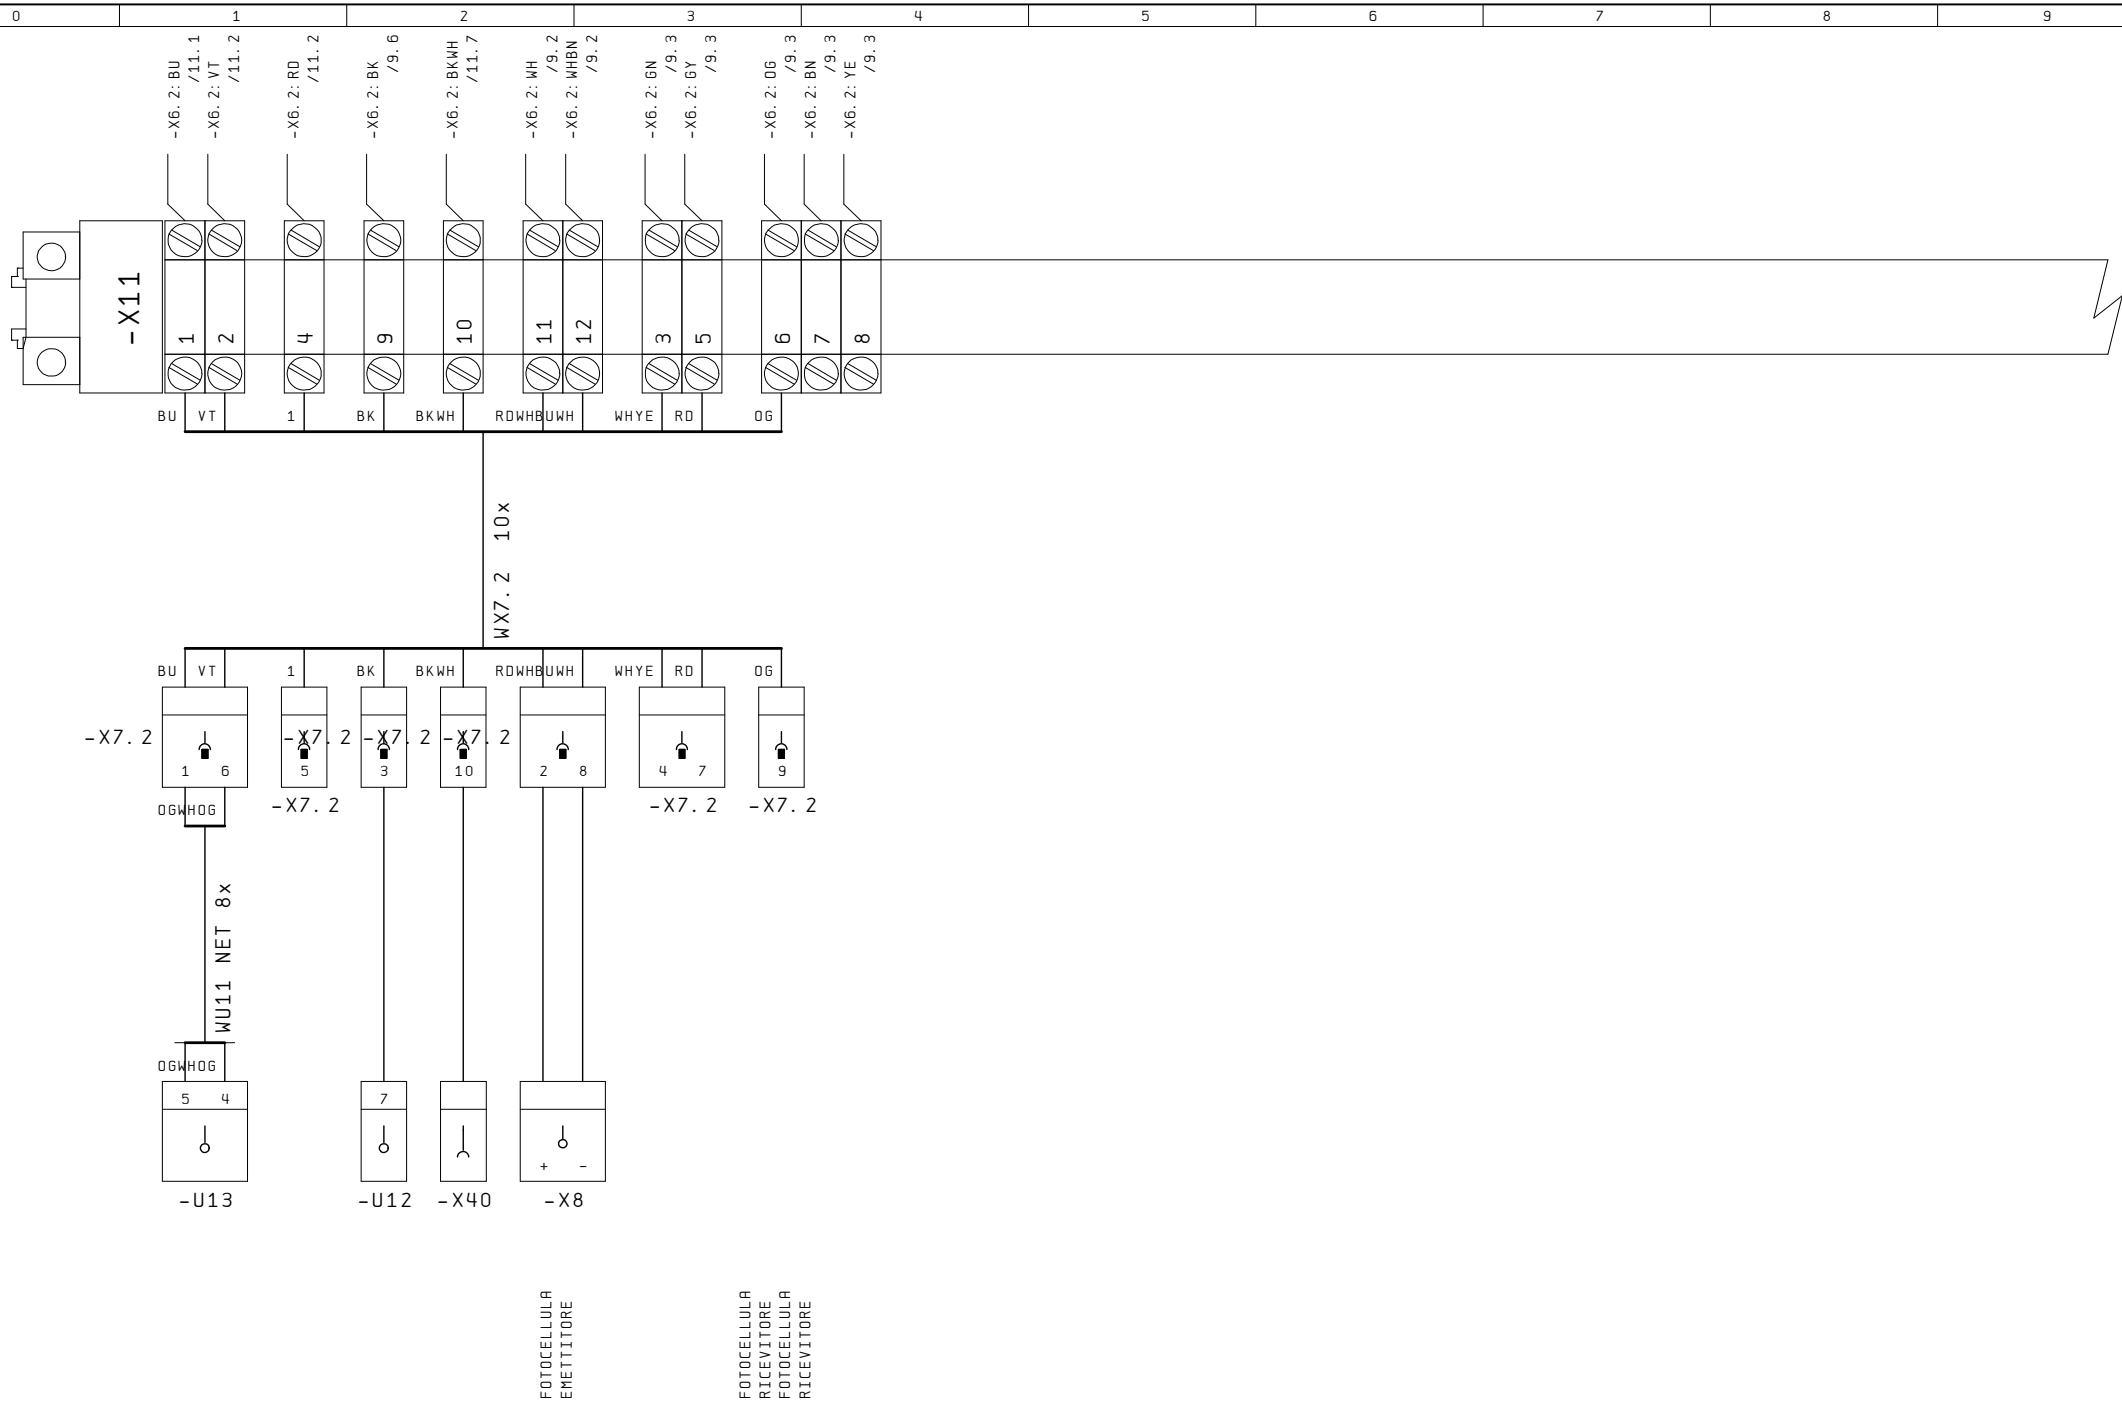 0 1 2 3 4 5 6 7 8 9
-X6.2:BU
/11.1
-X6.2:VT
/11.2
-X6.2:RD
/11.2
-X6.2:BK
/9.6
-X6.2:BKWH
/11.7
-X6.2:WH
/9.2
-X6.2:WHBN
/9.2
-X6.2:GN
/9.3
-X6.2:GY
/9.3
-X6.2:OG
/9.3
-X6.2:BN
/9.3
-X6.2:YE
/9.3
-X11
1 2 4 9 10 11 12 3 5 6 7 8
BU VT 1 BK BKWH RDWH BUWH WHYE RD OG
WX7.2 10x
BU VT 1 BK BKWH RDWH BUWH WHYE RD OG
-X7.2 -X7.2 -X7.2 -X7.2
1 6 5 3 10 2 8 4 7 9
-X7.2 -X7.2 -X7.2
OGWH OG
WU11 NET 8x
OGWH OG
5 4 7
+ -
-U13 -U12 -X40 -X8
FOTOCELLULA
EMETTITORE
FOTOCELLULA
RICEVITORE
FOTOCELLULA
RICEVITORE